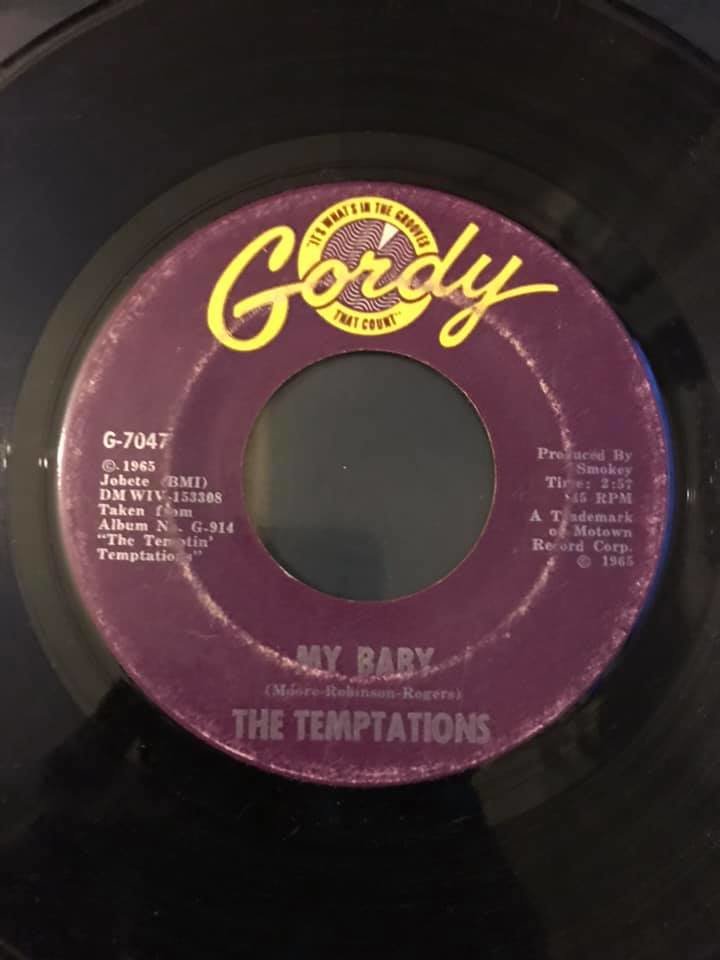 "IT'S WHAT'S IN THE GROOVES
THAT COUNT"
Gordy
G-7047
©. 1965
Jobete (BMI)
DM WIV-153308
Taken from
Album No. G-914
"The Temptin'
Temptations"
Produced By
Smokey
Time: 2:57
45 RPM
A Trademark
of Motown
Record Corp.
© 1965
MY BABY
(Moore-Robinson-Rogers)
THE TEMPTATIONS